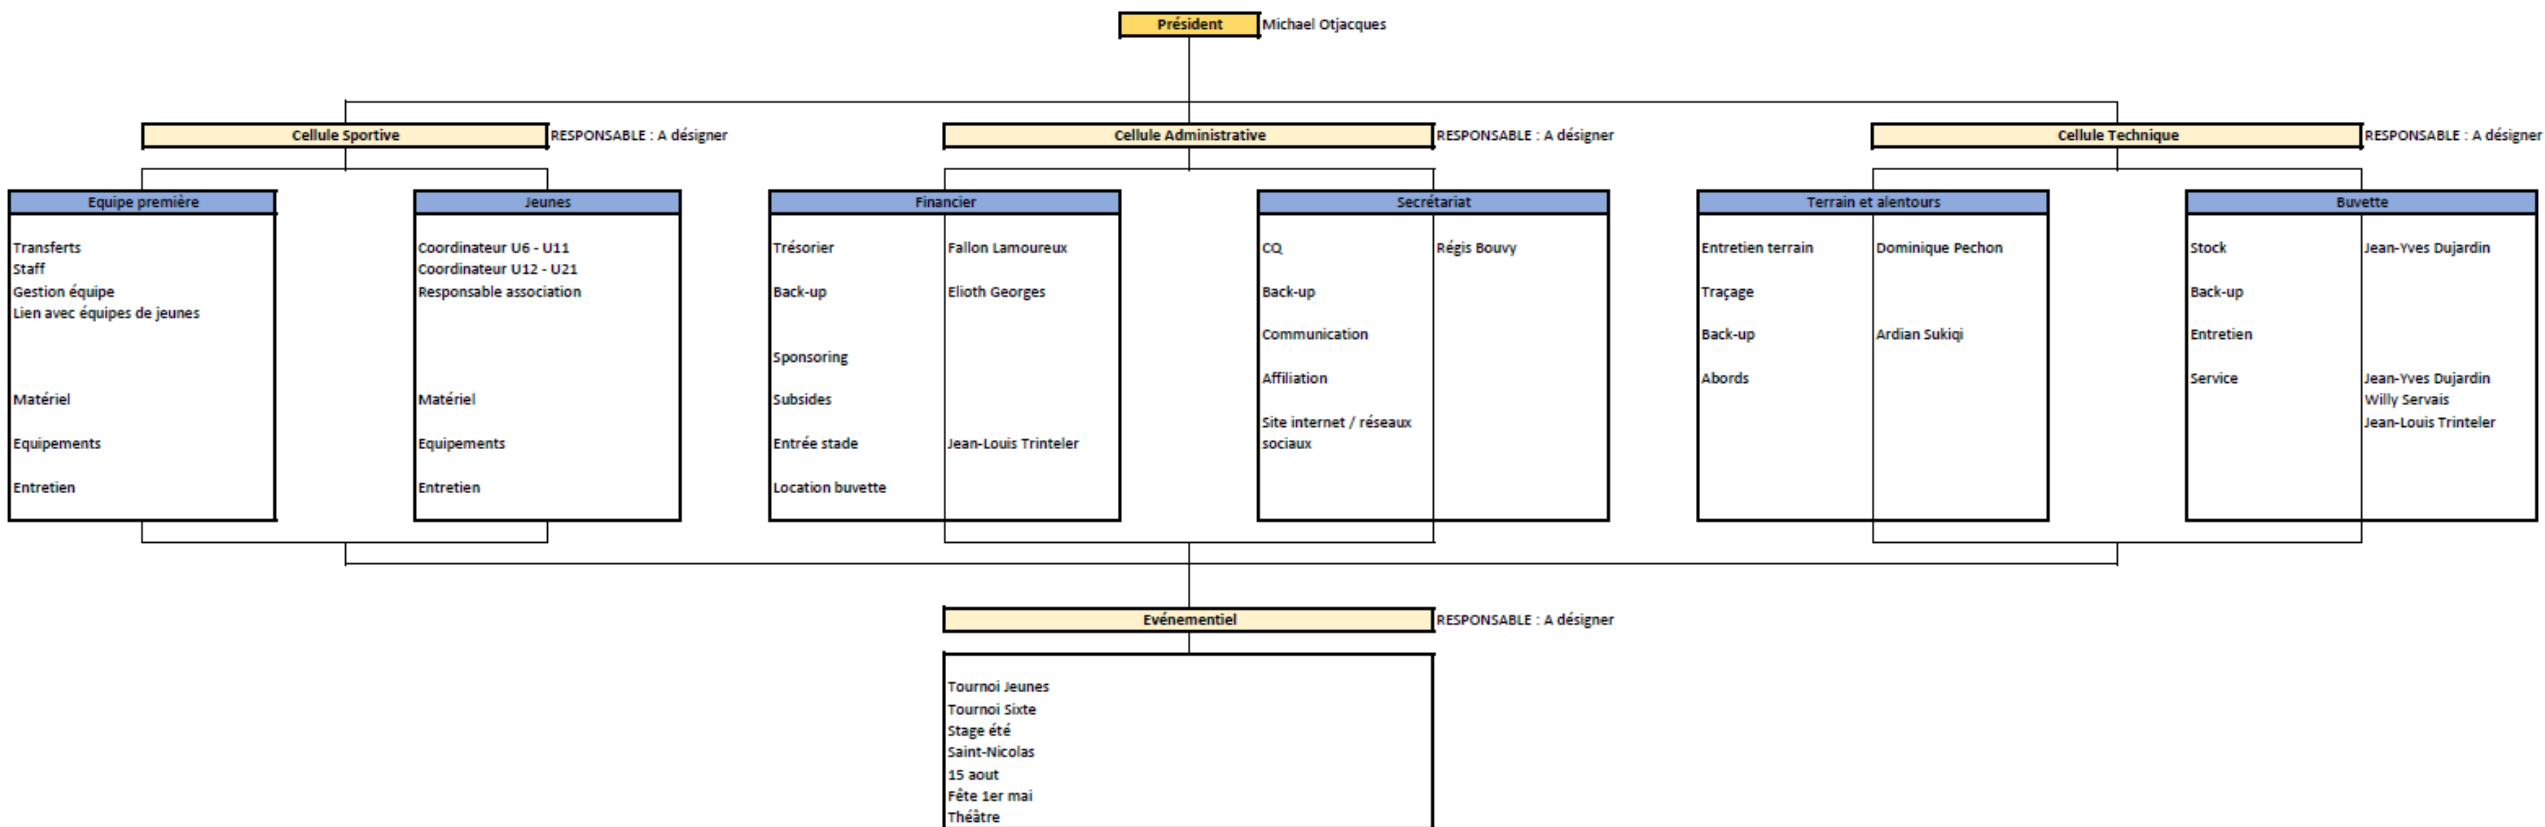 Président Michael Otjacques
Cellule Sportive RESPONSABLE : A désigner
Cellule Administrative RESPONSABLE : A désigner
Cellule Technique RESPONSABLE : A désigner
Equipe première
Transferts
Staff
Gestion équipe
Lien avec équipes de jeunes
Matériel
Equipements
Entretien
Jeunes
Coordinateur U6 - U11
Coordinateur U12 - U21
Responsable association
Matériel
Equipements
Entretien
Financier
Trésorier Fallon Lamoureux
Back-up Elioth Georges
Sponsoring
Subsides
Entrée stade Jean-Louis Trinteler
Location buvette
Secrétariat
CQ Régis Bouvy
Back-up
Communication
Affiliation
Site internet / réseaux
sociaux
Terrain et alentours
Entretien terrain Dominique Pechon
Traçage
Back-up Ardian Sukiqi
Abords
Buvette
Stock Jean-Yves Dujardin
Back-up
Entretien
Service Jean-Yves Dujardin
Willy Servais
Jean-Louis Trinteler
Evénementiel RESPONSABLE : A désigner
Tournoi Jeunes
Tournoi Sixte
Stage été
Saint-Nicolas
15 aout
Fête 1er mai
Théâtre